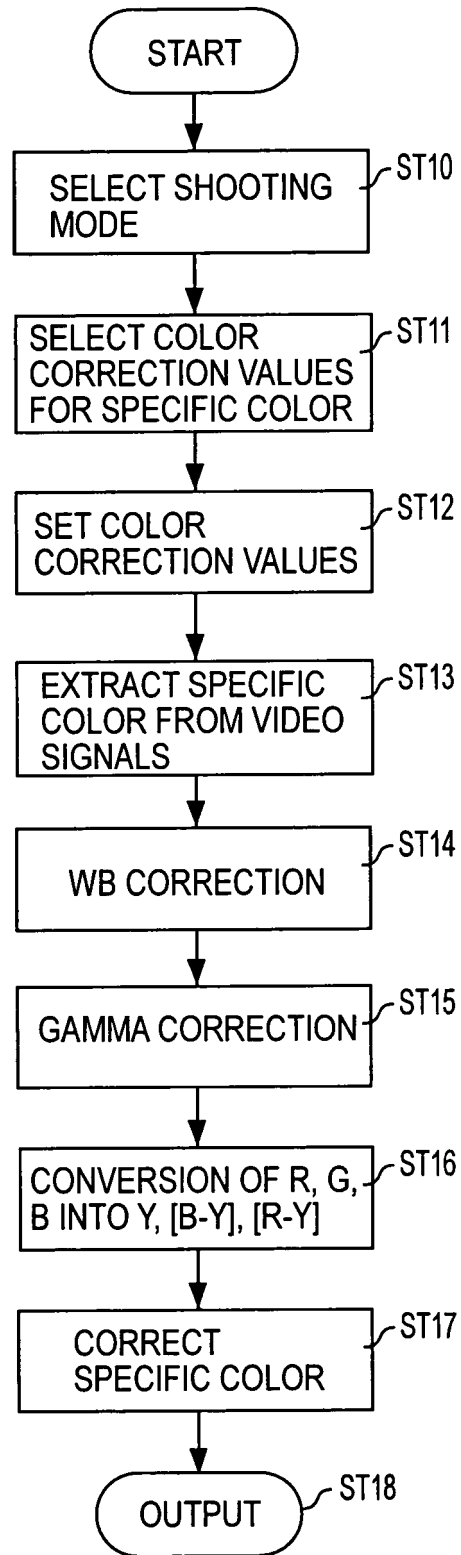 START
SELECT SHOOTING
MODE
ST10
SELECT COLOR
CORRECTION VALUES
FOR SPECIFIC COLOR
ST11
SET COLOR
CORRECTION VALUES
ST12
EXTRACT SPECIFIC
COLOR FROM VIDEO
SIGNALS
ST13
WB CORRECTION
ST14
GAMMA CORRECTION
ST15
CONVERSION OF R, G,
B INTO Y, [B-Y], [R-Y]
ST16
CORRECT
SPECIFIC COLOR
ST17
OUTPUT
ST18